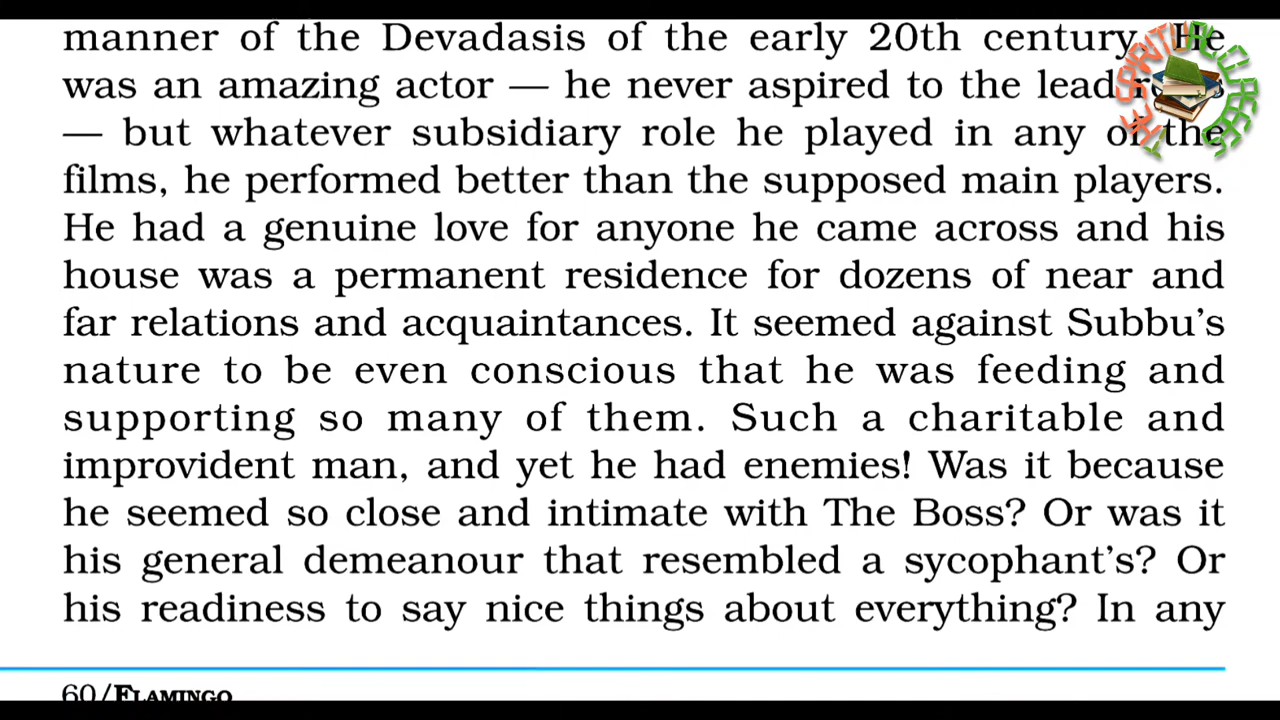 manner of the Devadasis of the early 20th century. He
was an amazing actor — he never aspired to the lead
— but whatever subsidiary role he played in any of the
films, he performed better than the supposed main players.
He had a genuine love for anyone he came across and his
house was a permanent residence for dozens of near and
far relations and acquaintances. It seemed against Subbu's
nature to be even conscious that he was feeding and
supporting so many of them. Such a charitable and
improvident man, and yet he had enemies! Was it because
he seemed so close and intimate with The Boss? Or was it
his general demeanour that resembled a sycophant's? Or
his readiness to say nice things about everything? In any
60/FLAMINGO
THE SPIRITUAL